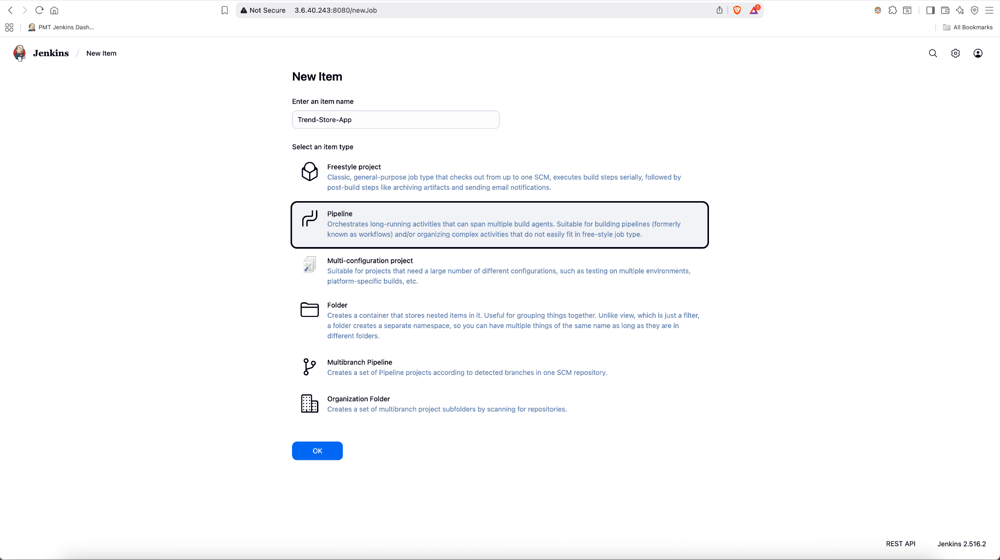 Not Secure 3.6.40.243:8080/newJob
1
PMT Jenkins Dash...
All Bookmarks
Jenkins / New Item
New Item
Enter an item name
Trend-Store-App
Select an item type
Freestyle project
Classic, general-purpose job type that checks out from up to one SCM, executes build steps serially, followed by
post-build steps like archiving artifacts and sending email notifications.
Pipeline
Orchestrates long-running activities that can span multiple build agents. Suitable for building pipelines (formerly
known as workflows) and/or organizing complex activities that do not easily fit in free-style job type.
Multi-configuration project
Suitable for projects that need a large number of different configurations, such as testing on multiple environments,
platform-specific builds, etc.
Folder
Creates a container that stores nested items in it. Useful for grouping things together. Unlike view, which is just a filter,
a folder creates a separate namespace, so you can have multiple things of the same name as long as they are in
different folders.
Multibranch Pipeline
Creates a set of Pipeline projects according to detected branches in one SCM repository.
Organization Folder
Creates a set of multibranch project subfolders by scanning for repositories.
OK
REST API
Jenkins 2.516.2